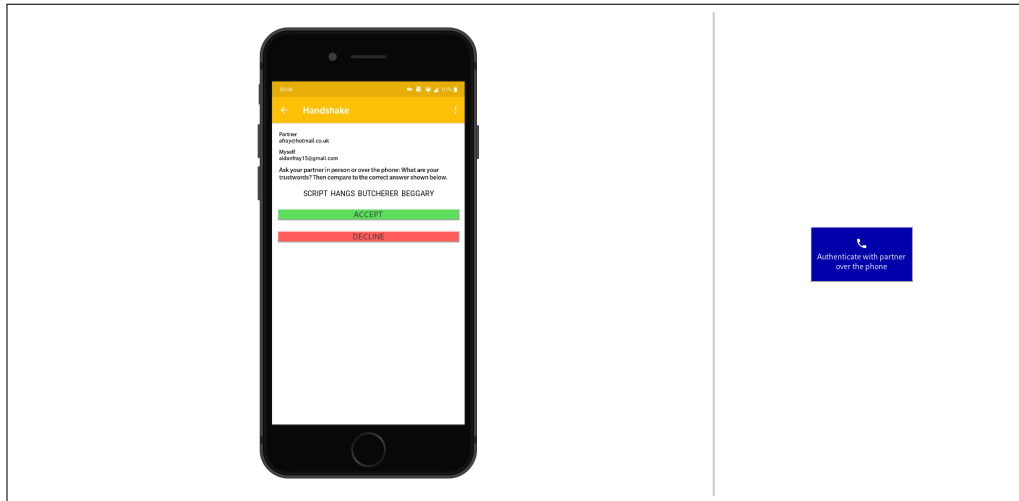 09:44
91%
Handshake
Partner
afray@hotmail.co.uk
Myself
aidanfray15@gmail.com
Ask your partner in person or over the phone: What are your
trustwords? Then compare to the correct answer shown below.
SCRIPT HANGS BUTCHERER BEGGARY
ACCEPT
DECLINE
Authenticate with partner
over the phone